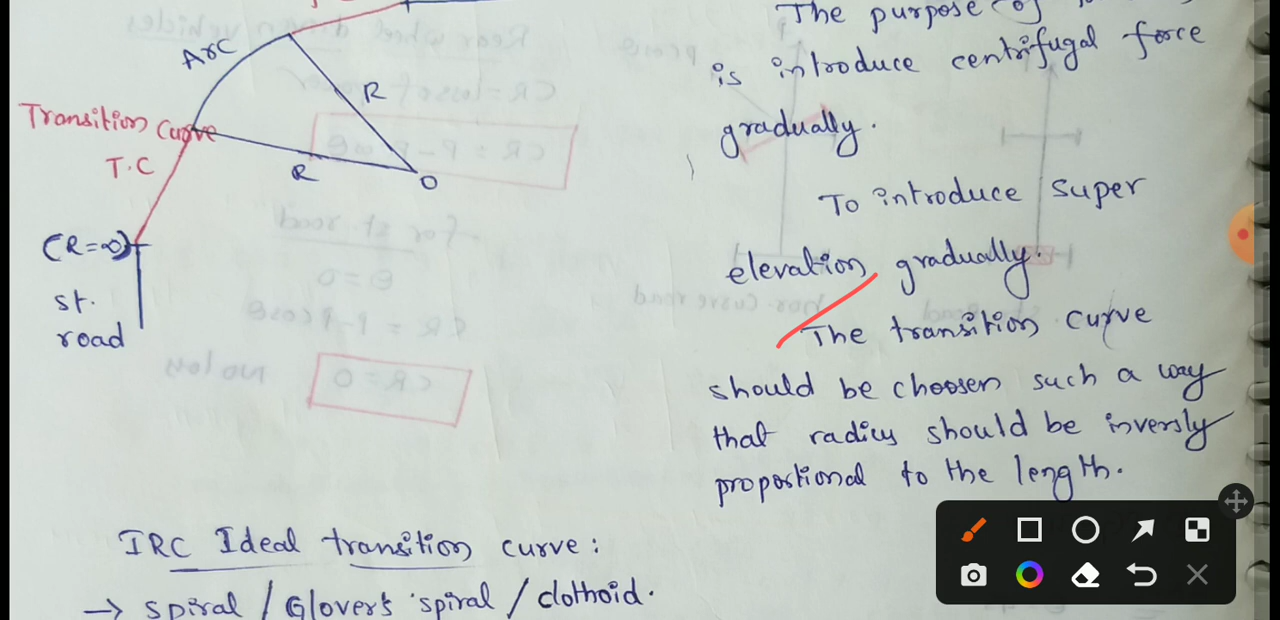 Arc
R
Transition Curve
T.C
R
O
(R=∞)
st.
road
The purpose of
is introduce centrifugal force
gradually.
To introduce super
elevation gradually.
The transition curve
should be choosen such a way
that radius should be inversly
proportional to the length.
IRC Ideal transition curve:
→ spiral / Glover's spiral / clothoid.